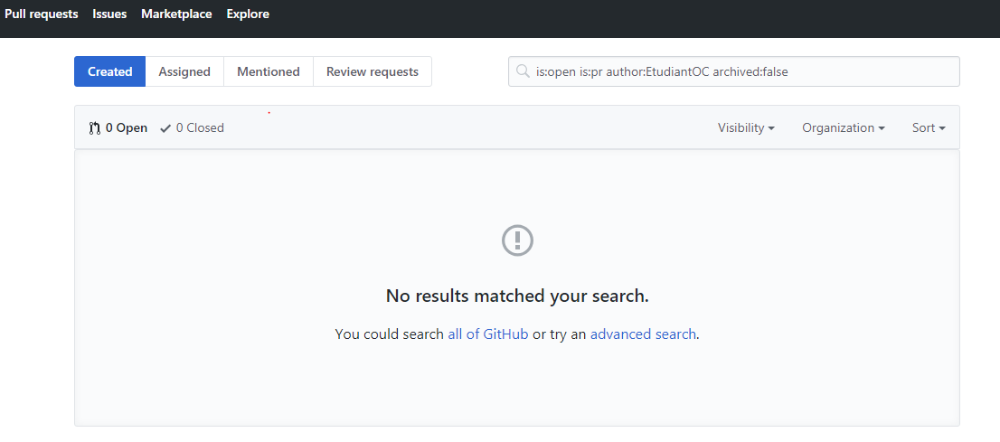 Pull requests Issues Marketplace Explore
Created Assigned Mentioned Review requests
is:open is:pr author:EtudiantOC archived:false
0 Open 0 Closed Visibility Organization Sort
No results matched your search.
You could search all of GitHub or try an advanced search.